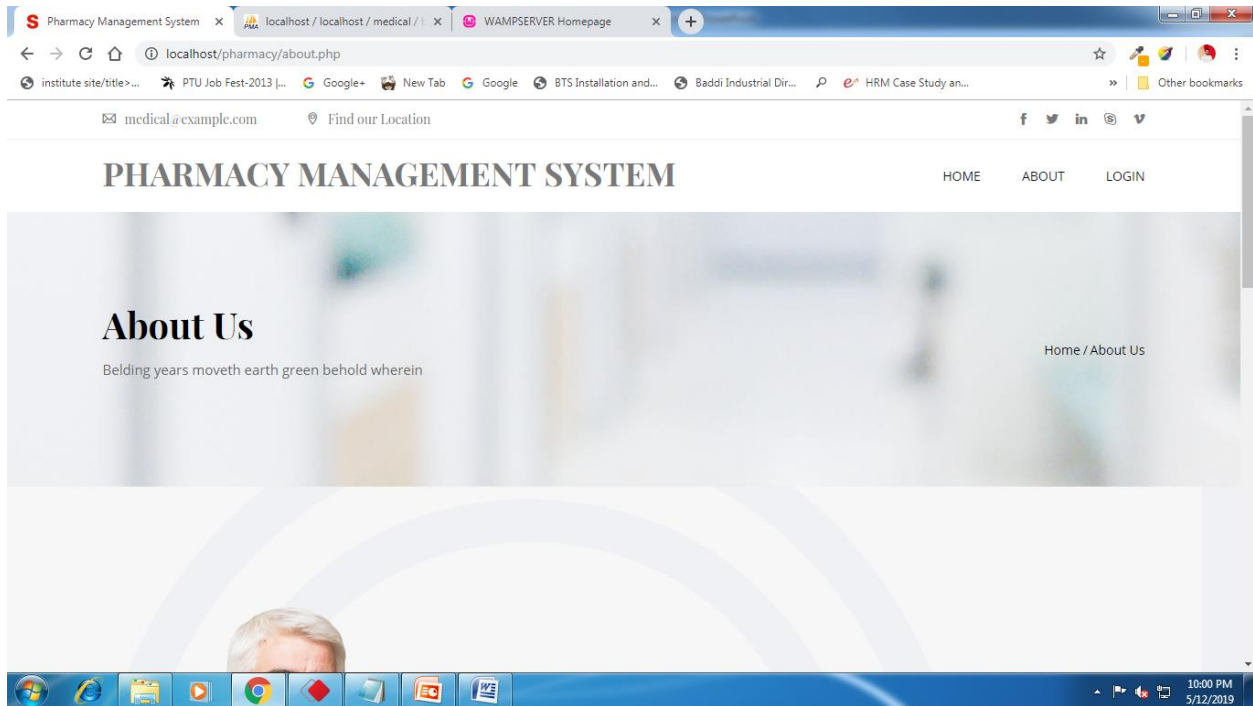 Pharmacy Management System
localhost / localhost / medical /
WAMPSERVER Homepage
localhost/pharmacy/about.php
institute site/title>... PTU Job Fest-2013 |... Google+ New Tab Google BTS Installation and... Baddi Industrial Dir... HRM Case Study an... » Other bookmarks
medical@example.com Find our Location
PHARMACY MANAGEMENT SYSTEM
HOME ABOUT LOGIN
About Us
Belding years moveth earth green behold wherein
Home / About Us
10:00 PM
5/12/2019